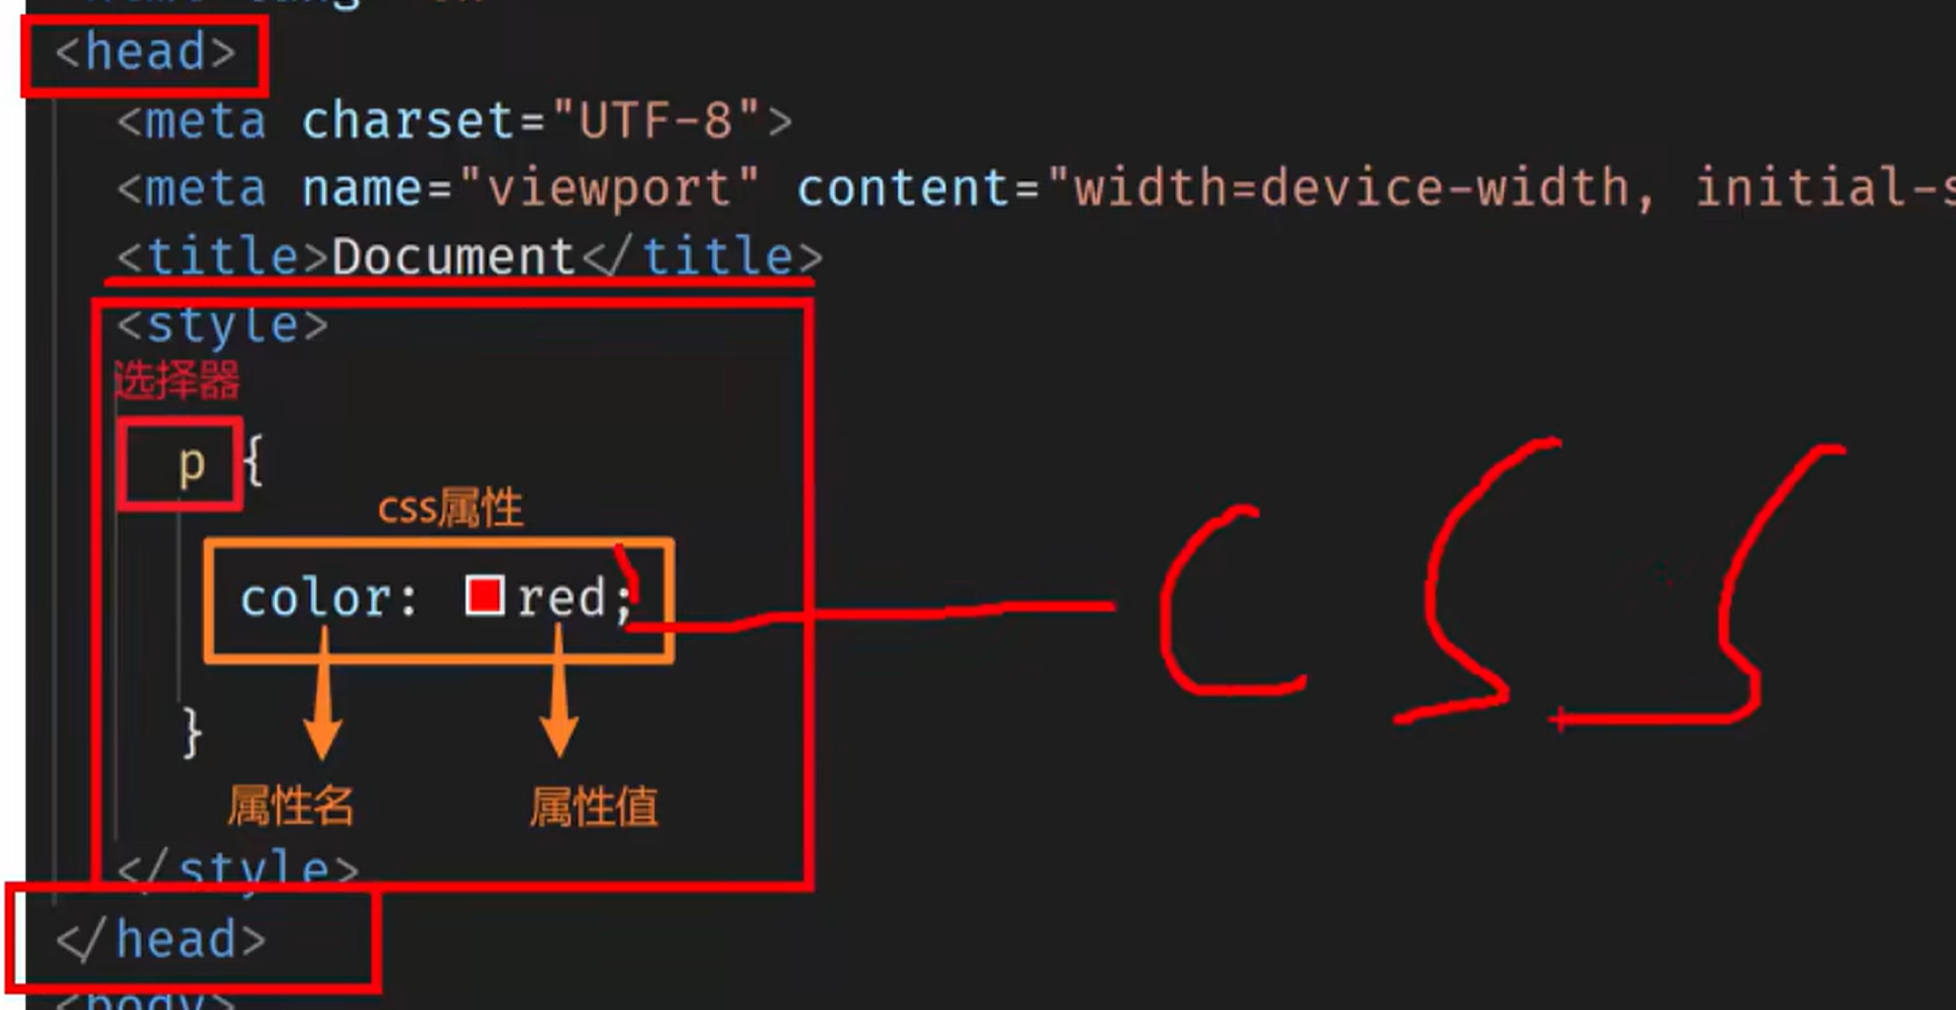 <head>
<meta charset="UTF-8">
<meta name="viewport" content="width=device-width, initial-s
<title>Document</title>
<style>
选择器
p {
css属性
color: red;
CSS
}
属性名 属性值
</style>
</head>
<body>